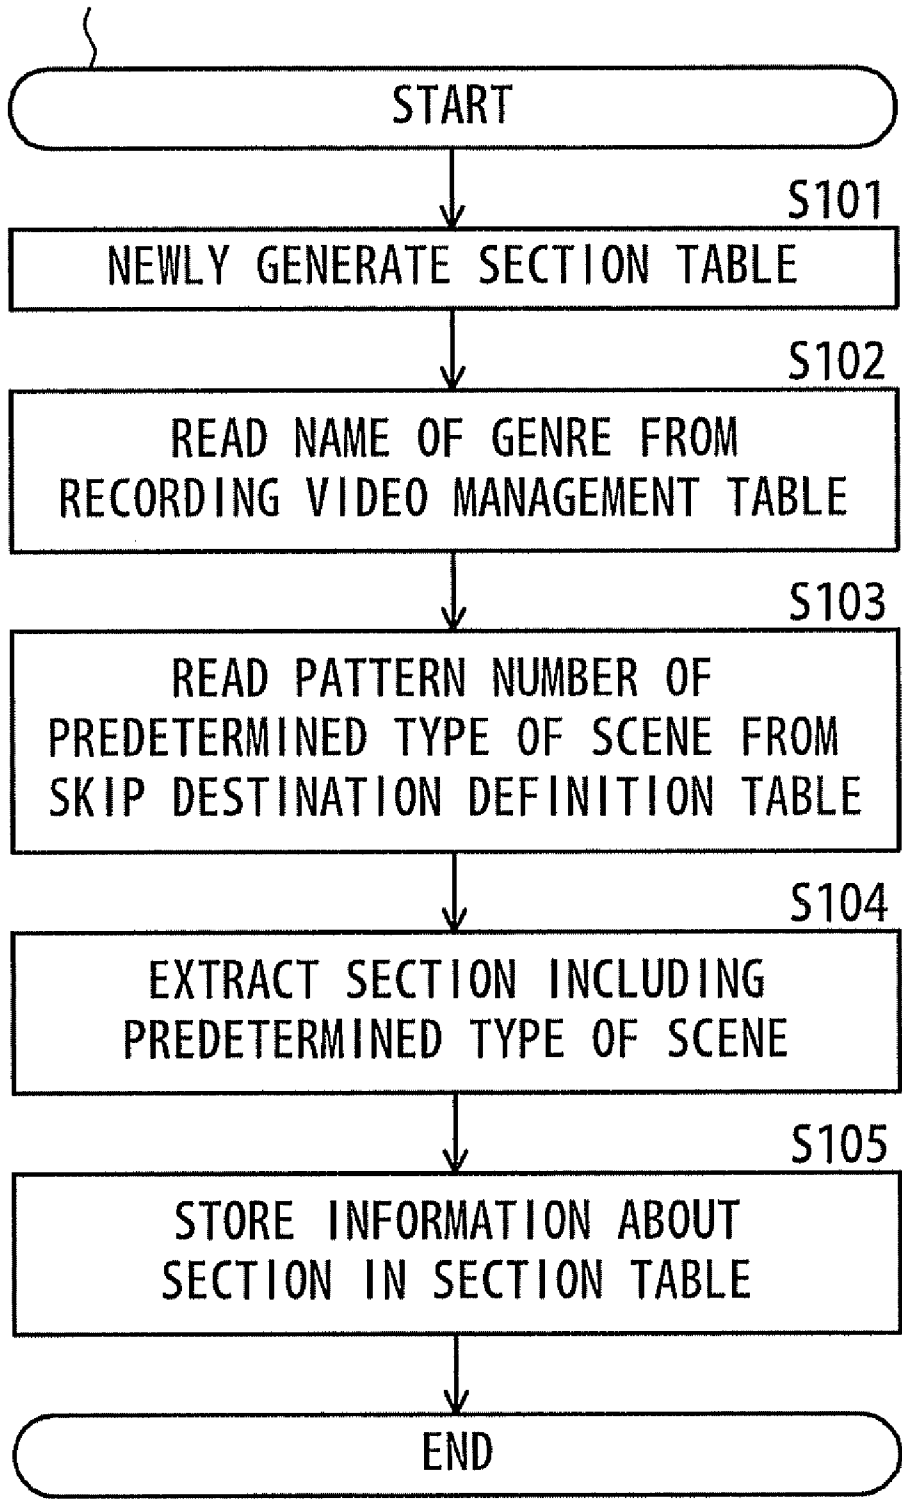 START
S101
NEWLY GENERATE SECTION TABLE
S102
READ NAME OF GENRE FROM
RECORDING VIDEO MANAGEMENT TABLE
S103
READ PATTERN NUMBER OF
PREDETERMINED TYPE OF SCENE FROM
SKIP DESTINATION DEFINITION TABLE
S104
EXTRACT SECTION INCLUDING
PREDETERMINED TYPE OF SCENE
S105
STORE INFORMATION ABOUT
SECTION IN SECTION TABLE
END